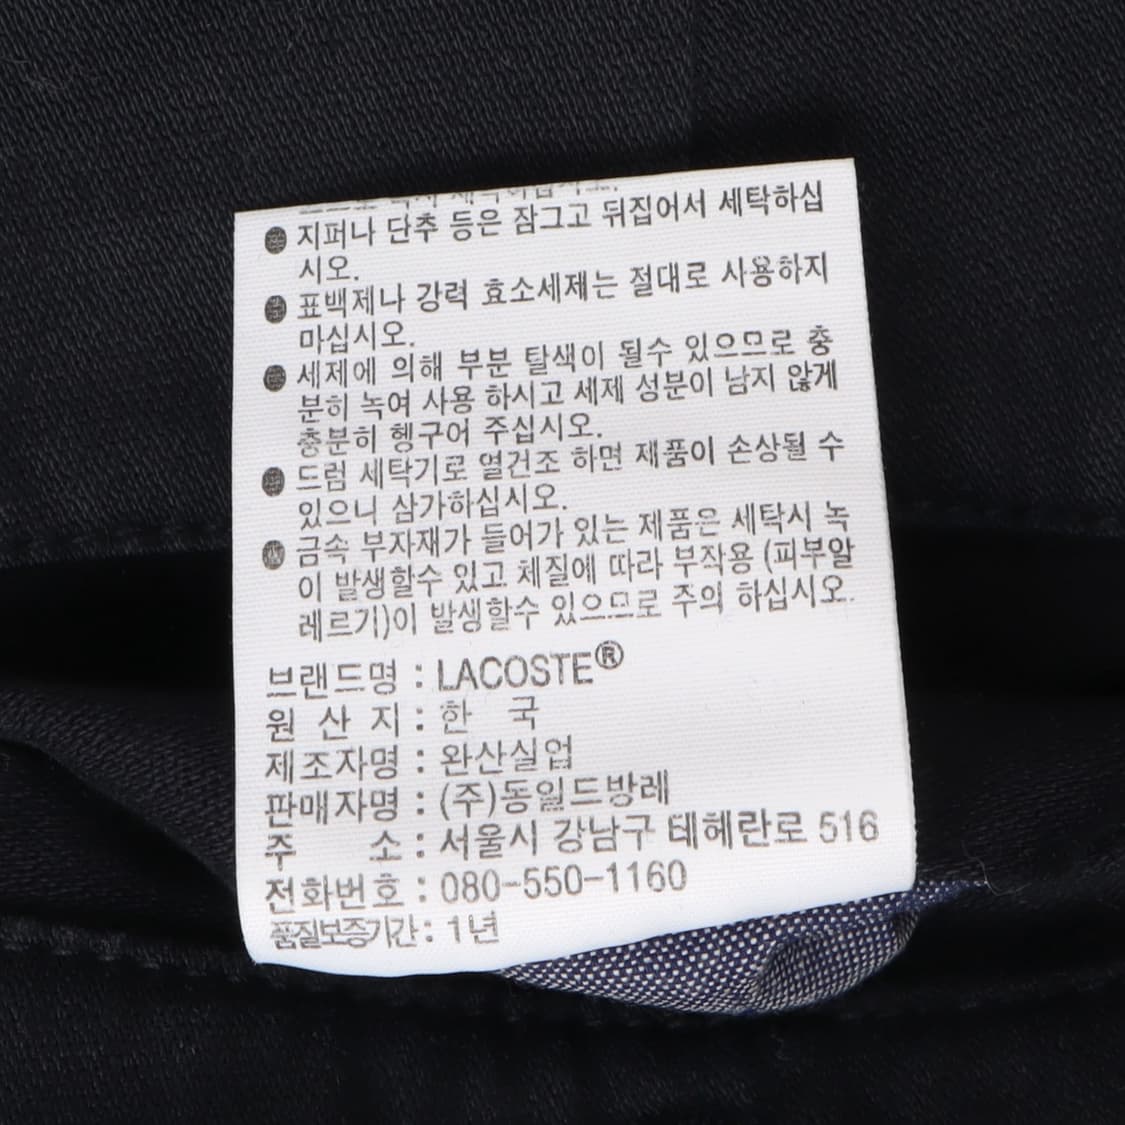 ● 지퍼나 단추 등은 잠그고 뒤집어서 세탁하십
시오.
● 표백제나 강력 효소세제는 절대로 사용하지
마십시오.
● 세제에 의해 부분 탈색이 될수 있으므로 충
분히 녹여 사용 하시고 세제 성분이 남지 않게
충분히 헹구어 주십시오.
● 드럼 세탁기로 열건조 하면 제품이 손상될 수
있으니 삼가하십시오.
● 금속 부자재가 들어가 있는 제품은 세탁시 녹
이 발생할수 있고 체질에 따라 부작용 (피부알
레르기)이 발생할수 있으므로 주의 하십시오.
브랜드명 : LACOSTE®
원 산 지 : 한 국
제조자명 : 완산실업
판매자명 : (주)동일드방레
주 소 : 서울시 강남구 테헤란로 516
전화번호 : 080-550-1160
품질보증기간 : 1년